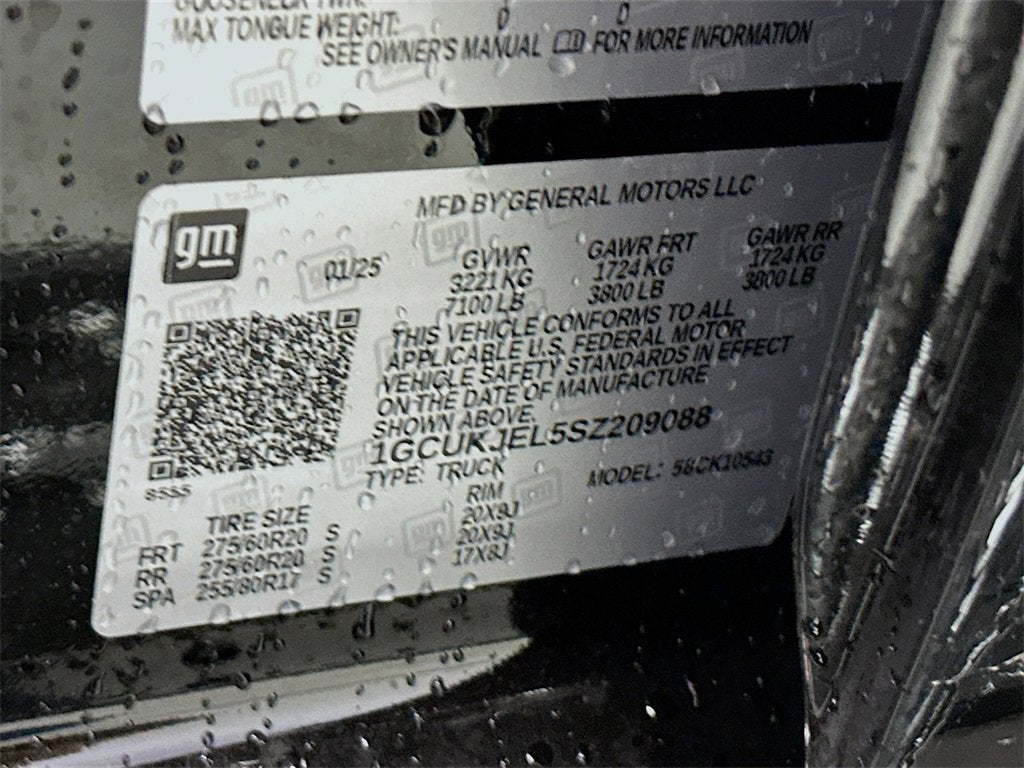 GOOSENECK TWR:
MAX TONGUE WEIGHT: 0 0
SEE OWNER'S MANUAL FOR MORE INFORMATION
MFD BY GENERAL MOTORS LLC
gm
01/25
GVWR GAWR FRT GAWR RR
3221 KG 1724 KG 1724 KG
7100 LB 3800 LB 3800 LB
THIS VEHICLE CONFORMS TO ALL
APPLICABLE U.S. FEDERAL MOTOR
VEHICLE SAFETY STANDARDS IN EFFECT
ON THE DATE OF MANUFACTURE
SHOWN ABOVE.
1GCUKJEL5SZ209088
TYPE: TRUCK MODEL: 58CK10543
8555
TIRE SIZE RIM
FRT 275/60R20 S 20X9J
RR 275/60R20 S 20X9J
SPA 255/80R17 S 17X8J